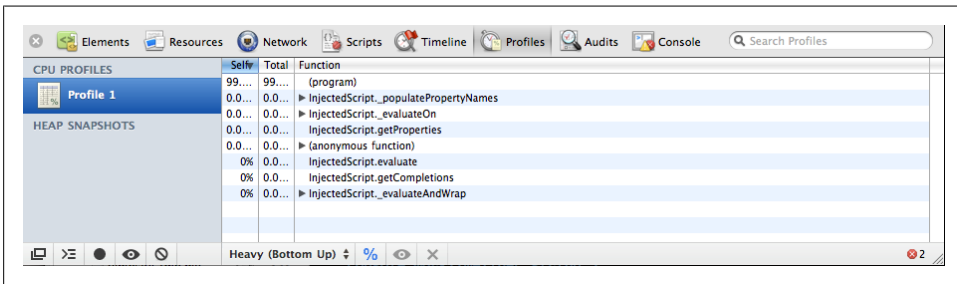 Elements Resources Network Scripts Timeline Profiles Audits Console Search Profiles
CPU PROFILES
Profile 1
HEAP SNAPSHOTS
Self Total Function
99.... 99.... (program)
0.0... 0.0... InjectedScript._populatePropertyNames
0.0... 0.0... InjectedScript._evaluateOn
0.0... 0.0... InjectedScript.getProperties
0.0... 0.0... (anonymous function)
0% 0.0... InjectedScript.evaluate
0% 0.0... InjectedScript.getCompletions
0% 0.0... InjectedScript._evaluateAndWrap
Heavy (Bottom Up) % 2